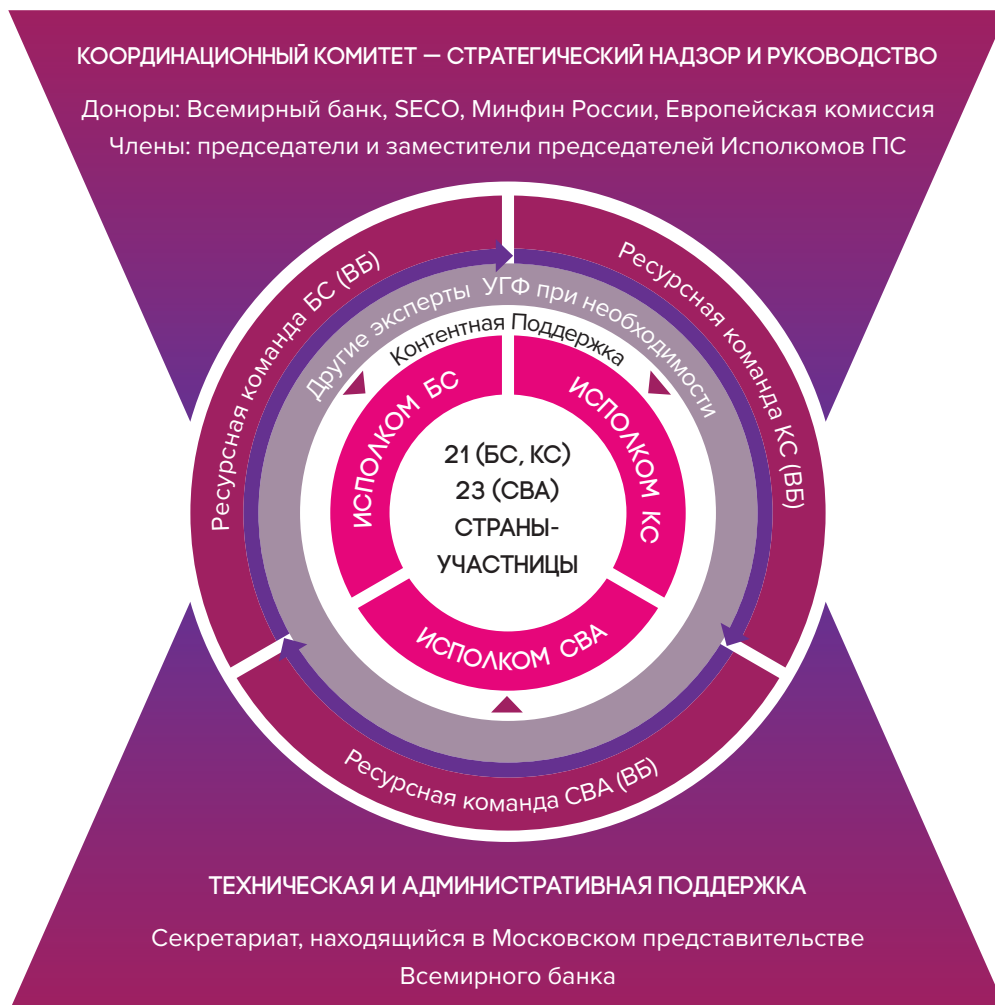 КООРДИНАЦИОННЫЙ КОМИТЕТ — СТРАТЕГИЧЕСКИЙ НАДЗОР И РУКОВОДСТВО
Доноры: Всемирный банк, SECO, Минфин России, Европейская комиссия
Члены: председатели и заместители председателей Исполкомов ПС
Ресурсная команда БС (ВБ)
Ресурсная команда КС (ВБ)
Другие эксперты УГФ при необходимости
Контентная Поддержка
ИСПОЛКОМ БС
ИСПОЛКОМ КС
21 (БС, КС)
23 (СВА)
СТРАНЫ-
УЧАСТНИЦЫ
ИСПОЛКОМ СВА
Ресурсная команда СВА (ВБ)
ТЕХНИЧЕСКАЯ И АДМИНИСТРАТИВНАЯ ПОДДЕРЖКА
Секретариат, находящийся в Московском представительстве
Всемирного банка